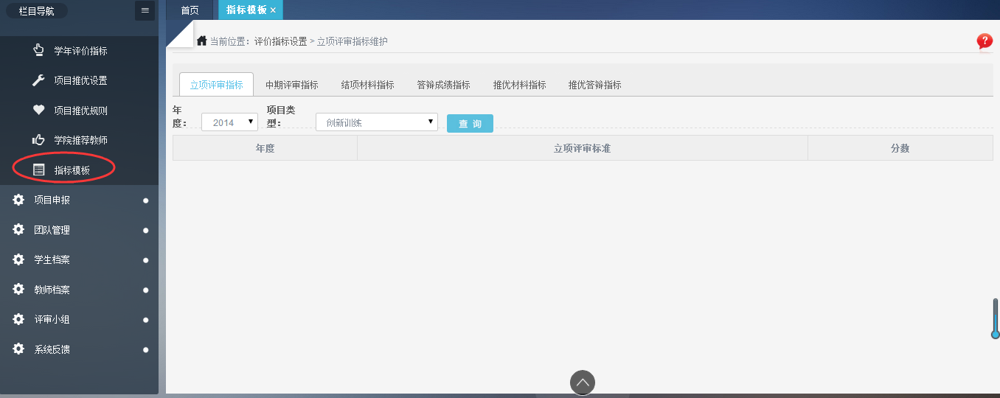 栏目导航
首页
指标模板 ×
学年评价指标
项目推优设置
项目推优规则
学院推荐教师
指标模板
项目申报
团队管理
学生档案
教师档案
评审小组
系统反馈
当前位置：评价指标设置 > 立项评审指标维护
?
立项评审指标 中期评审指标 结项材料指标 答辩成绩指标 推优材料指标 推优答辩指标
年
度：
2014
项目类
型：
创新训练
查 询
年度 立项评审标准 分数